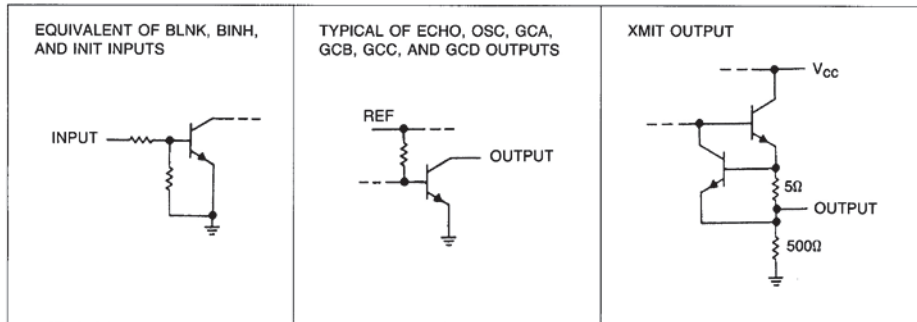 EQUIVALENT OF BLNK, BINH,
AND INIT INPUTS
INPUT
TYPICAL OF ECHO, OSC, GCA,
GCB, GCC, AND GCD OUTPUTS
REF
OUTPUT
XMIT OUTPUT
VCC
5Ω
OUTPUT
500Ω